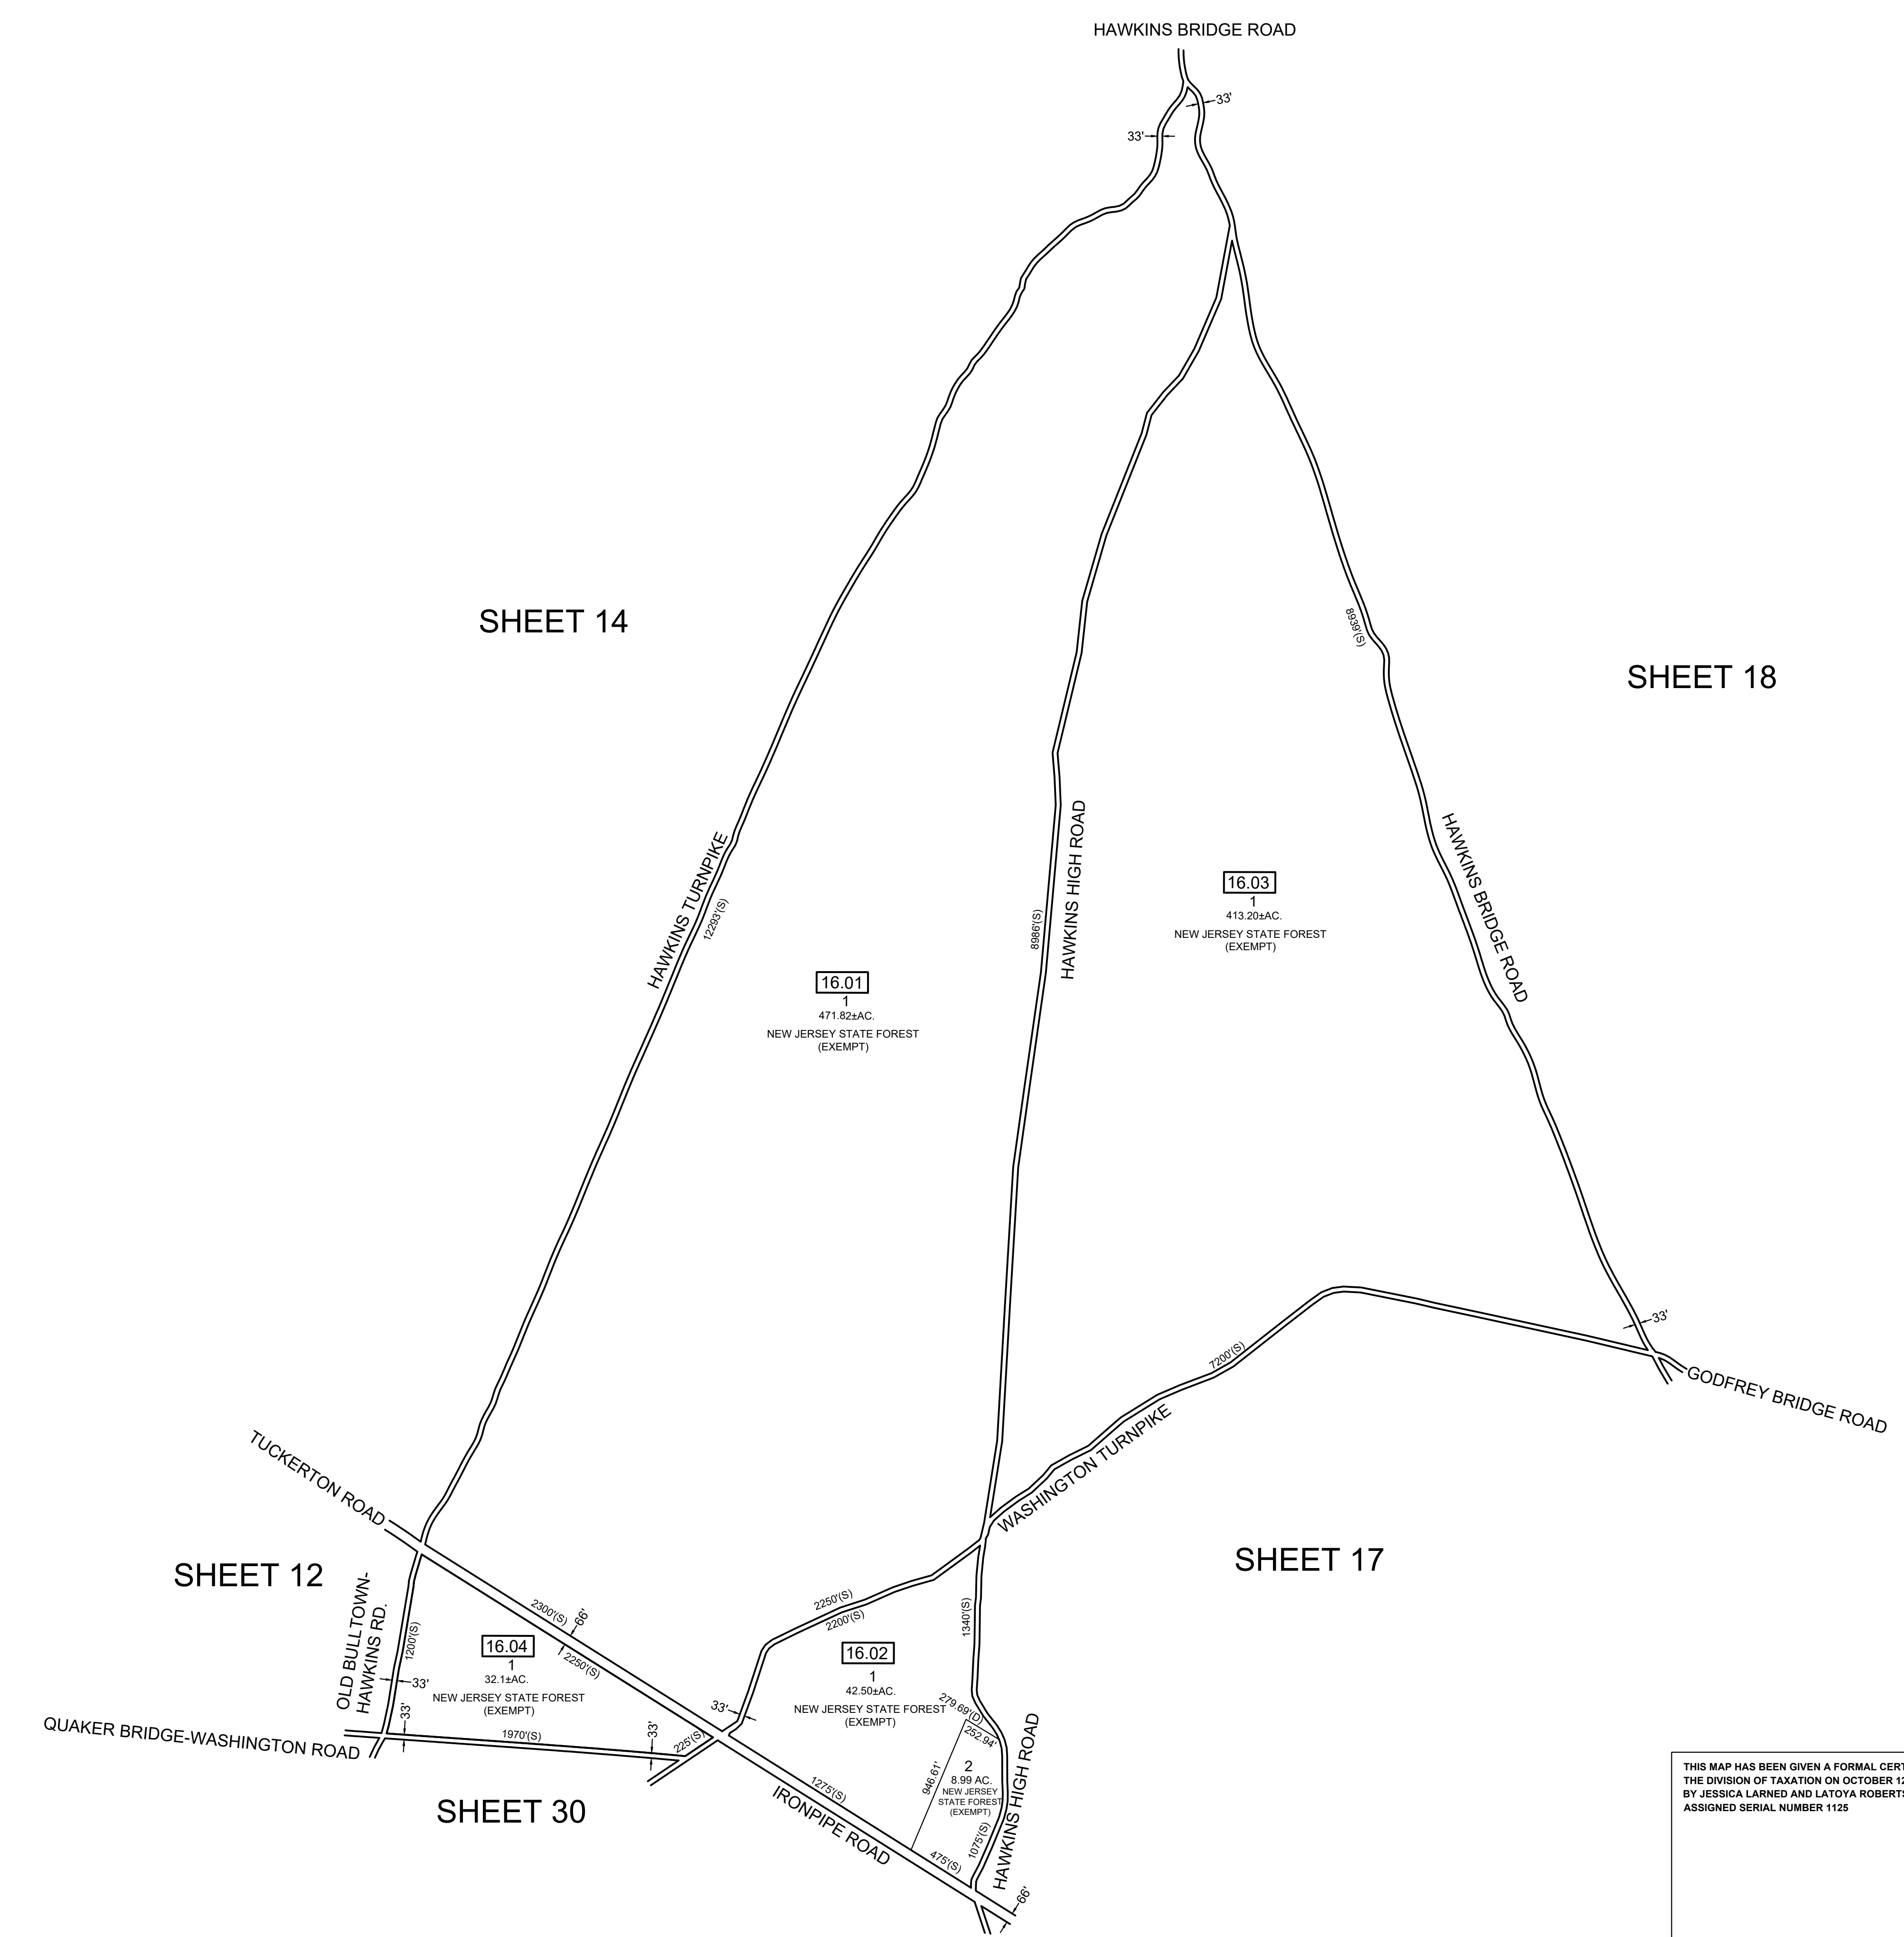 HAWKINS BRIDGE ROAD
33'
33'
SHEET 14
SHEET 18
8939'(S)
HAWKINS TURNPIKE
12293'(S)
8986'(S)
HAWKINS HIGH ROAD
HAWKINS BRIDGE ROAD
16.03
1
413.20±AC.
NEW JERSEY STATE FOREST
(EXEMPT)
16.01
1
471.82±AC.
NEW JERSEY STATE FOREST
(EXEMPT)
33'
7200'(S)
GODFREY BRIDGE ROAD
WASHINGTON TURNPIKE
TUCKERTON ROAD
SHEET 12
SHEET 17
OLD BULLTOWN-
HAWKINS RD.
1200'(S)
2300'(S)
66'
2250'(S)
2250'(S)
2200'(S)
1340'(S)
16.04
1
32.1±AC.
NEW JERSEY STATE FOREST
(EXEMPT)
33'
33'
16.02
1
42.50±AC.
NEW JERSEY STATE FOREST
(EXEMPT)
33'
33'
225'(S)
1970'(S)
QUAKER BRIDGE-WASHINGTON ROAD
279.69'(D)
252.94'
946.61'
2
8.99 AC.
NEW JERSEY
STATE FOREST
(EXEMPT)
1275'(S)
IRONPIPE ROAD
475'(S)
1075'(S)
HAWKINS HIGH ROAD
66'
SHEET 30
THIS MAP HAS BEEN GIVEN A FORMAL CERT
THE DIVISION OF TAXATION ON OCTOBER 12
BY JESSICA LARNED AND LATOYA ROBERTS
ASSIGNED SERIAL NUMBER 1125